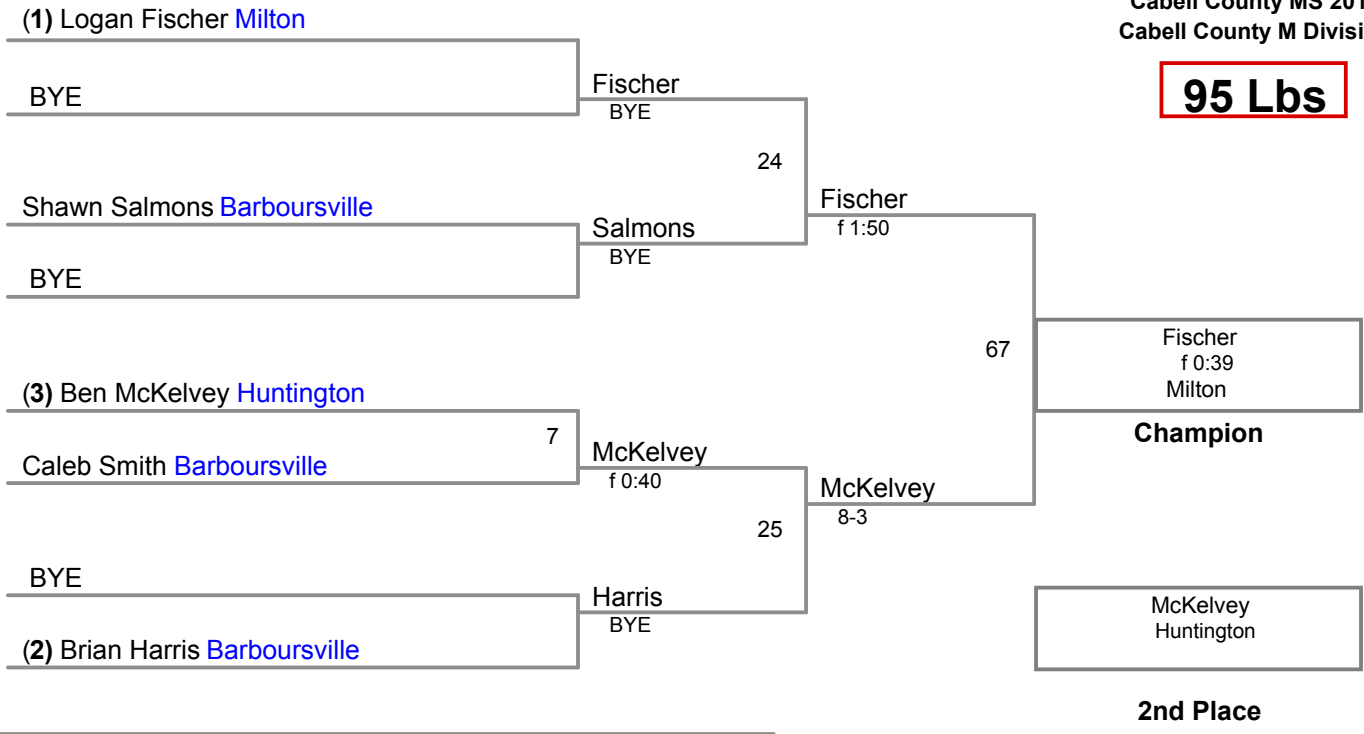 Cabell County MS 201
Cabell County M Divisi
95 Lbs
(1) Logan Fischer Milton
BYE
Fischer
BYE
24
Shawn Salmons Barboursville
Salmons
BYE
BYE
Fischer
f 1:50
67
(3) Ben McKelvey Huntington
7
Caleb Smith Barboursville
McKelvey
f 0:40
25
McKelvey
8-3
BYE
Harris
BYE
(2) Brian Harris Barboursville
Fischer
f 0:39
Milton
Champion
McKelvey
Huntington
2nd Place